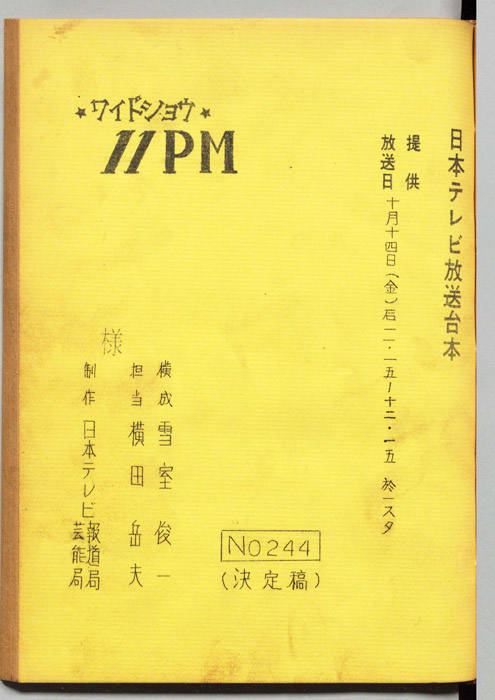 日本テレビ放送台本
提供
放送日 十月十四日(金)后一一・一五〜十二・一五 於一スタ
★ワイドショウ★
11PM
構成 雪室俊一
担当 横田岳夫
制作 日本テレビ 報道局
芸能局
様
NO244
(決定稿)